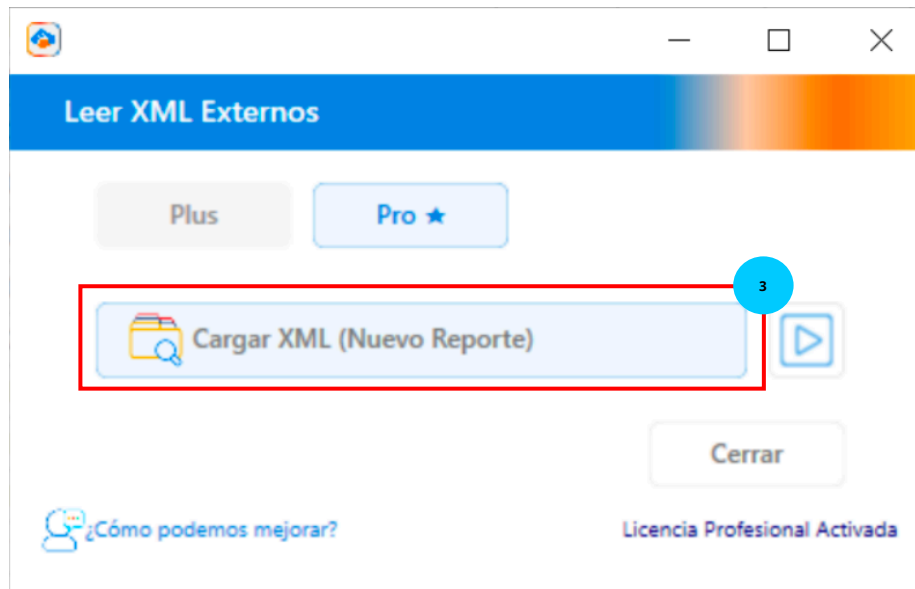 Leer XML Externos
Plus
Pro ★
3
Cargar XML (Nuevo Reporte)
Cerrar
¿Cómo podemos mejorar?
Licencia Profesional Activada